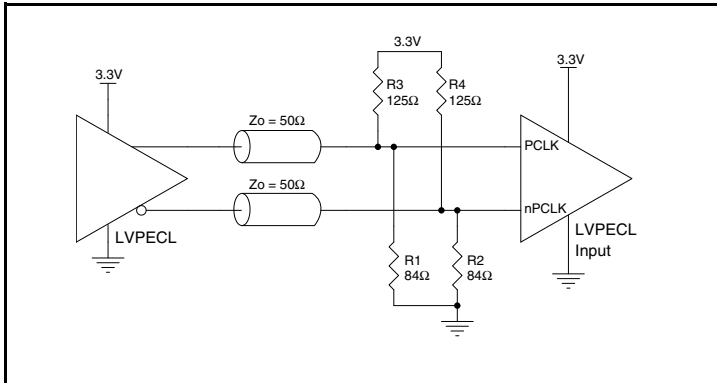 3.3V
3.3V
3.3V
R3
125Ω
R4
125Ω
Zo = 50Ω
PCLK
Zo = 50Ω
nPCLK
LVPECL
LVPECL
Input
R1
84Ω
R2
84Ω